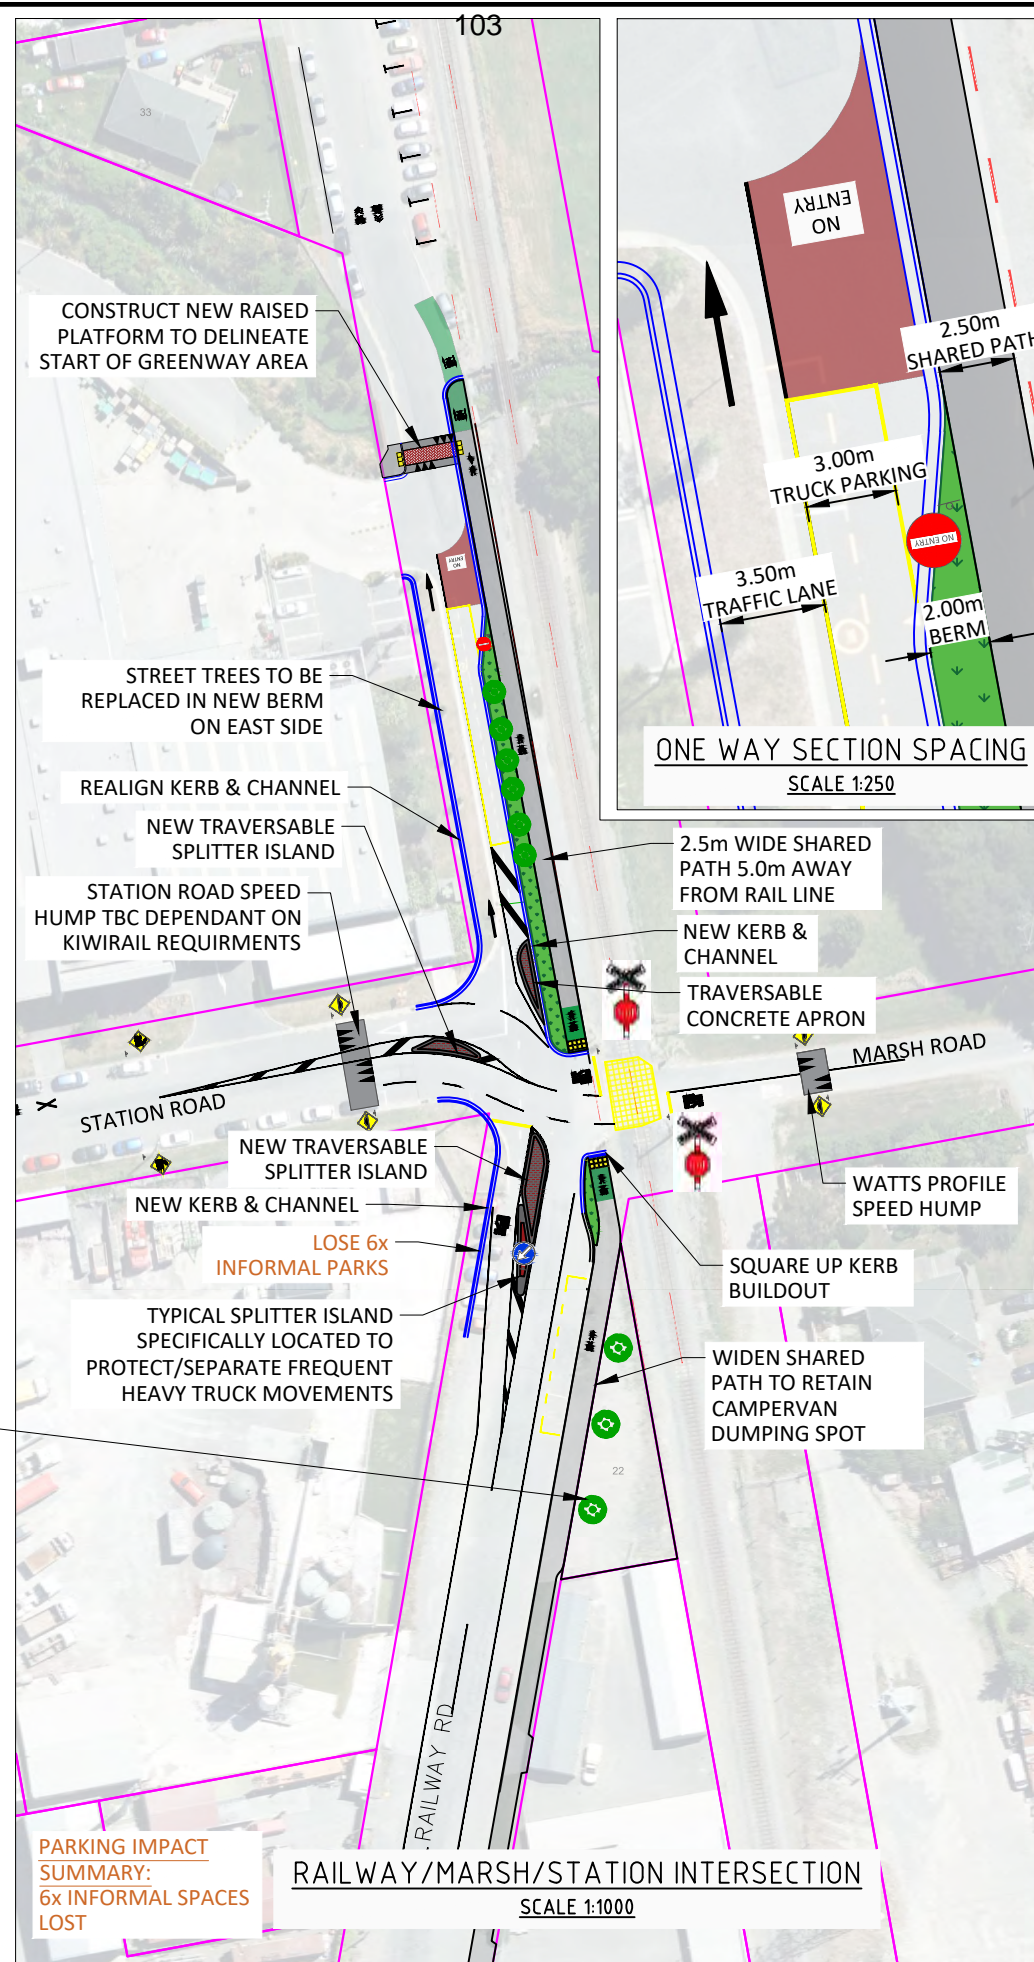 103
33
CONSTRUCT NEW RAISED
PLATFORM TO DELINEATE
START OF GREENWAY AREA
NO
ENTRY
STREET TREES TO BE
REPLACED IN NEW BERM
ON EAST SIDE
REALIGN KERB & CHANNEL
NEW TRAVERSABLE
SPLITTER ISLAND
STATION ROAD SPEED
HUMP TBC DEPENDANT ON
KIWIRAIL REQUIRMENTS
NO
ENTRY
2.50m
SHARED PATH
3.00m
TRUCK PARKING
NO ENTRY
3.50m
TRAFFIC LANE
2.00m
BERM
ONE WAY SECTION SPACING
SCALE 1:250
2.5m WIDE SHARED
PATH 5.0m AWAY
FROM RAIL LINE
NEW KERB &
CHANNEL
TRAVERSABLE
CONCRETE APRON
MARSH ROAD
STATION ROAD
NEW TRAVERSABLE
SPLITTER ISLAND
NEW KERB & CHANNEL
LOSE 6x
INFORMAL PARKS
TYPICAL SPLITTER ISLAND
SPECIFICALLY LOCATED TO
PROTECT/SEPARATE FREQUENT
HEAVY TRUCK MOVEMENTS
WATTS PROFILE
SPEED HUMP
SQUARE UP KERB
BUILDOUT
WIDEN SHARED
PATH TO RETAIN
CAMPERVAN
DUMPING SPOT
22
RAILWAY RD
PARKING IMPACT
SUMMARY:
6x INFORMAL SPACES
LOST
RAILWAY/MARSH/STATION INTERSECTION
SCALE 1:1000